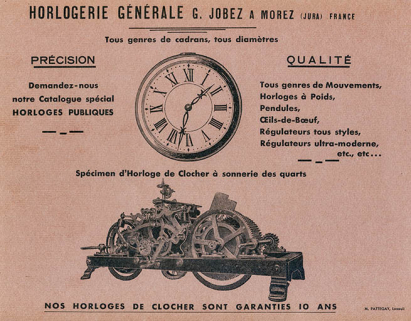 HORLOGERIE GÉNÉRALE G. JOBEZ A MOREZ (JURA) FRANCE
Tous genres de cadrans, tous diamètres
PRÉCISION
Demandez-nous
notre Catalogue spécial
HORLOGES PUBLIQUES
QUALITÉ
Tous genres de Mouvements,
Horloges à Poids,
Pendules,
Œils-de-Bœuf,
Régulateurs tous styles,
Régulateurs ultra-moderne,
etc., etc...
Spécimen d'Horloge de Clocher à sonnerie des quarts
NOS HORLOGES DE CLOCHER SONT GARANTIES 10 ANS